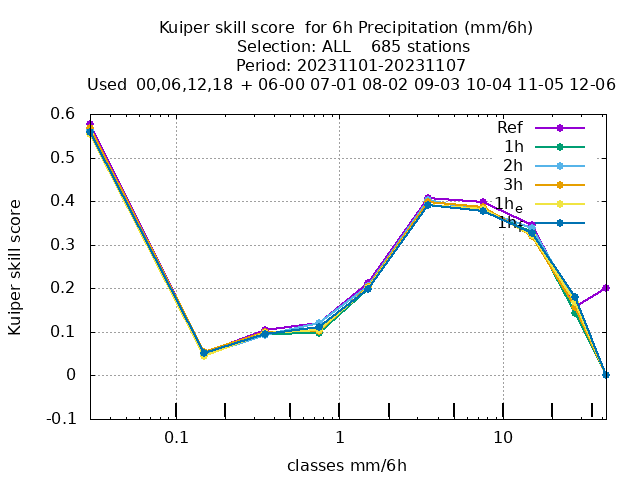 Kuiper skill score  for 6h Precipitation (mm/6h)
Selection: ALL    685 stations
Period: 20231101-20231107
Used  00,06,12,18  + 06-00 07-01 08-02 09-03 10-04 11-05 12-06
0.6
0.5
0.4
0.3
0.2
0.1
0
-0.1
Kuiper skill score
Ref
1h
2h
3h
1he
1hf
0.1
1
10
classes mm/6h